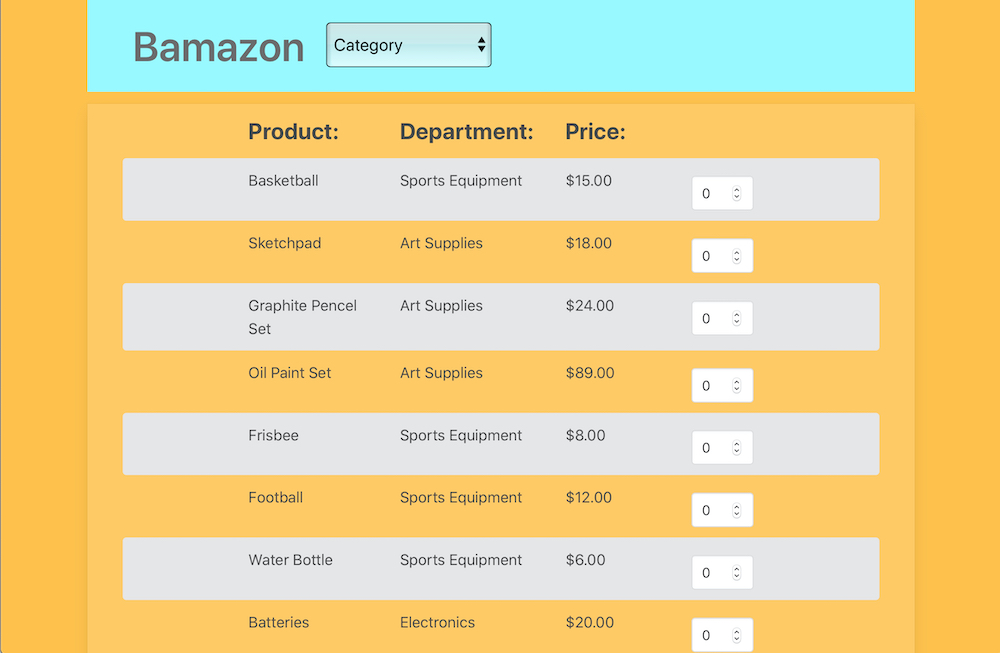 Bamazon Category
Product: Department: Price:
Basketball Sports Equipment $15.00 0
Sketchpad Art Supplies $18.00 0
Graphite Pencel Art Supplies $24.00 0
Set
Oil Paint Set Art Supplies $89.00 0
Frisbee Sports Equipment $8.00 0
Football Sports Equipment $12.00 0
Water Bottle Sports Equipment $6.00 0
Batteries Electronics $20.00 0